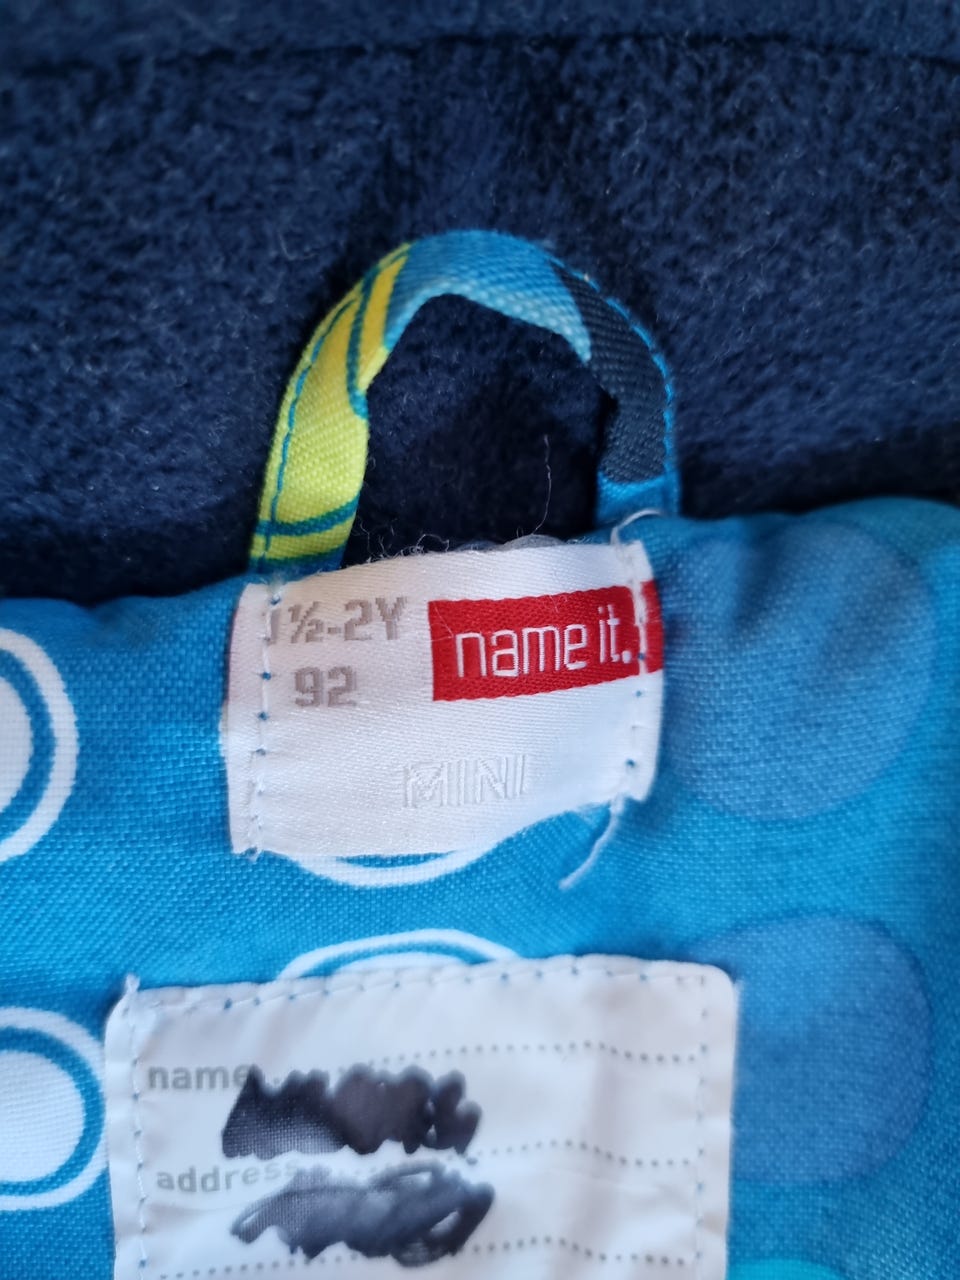 1½-2Y
name it.
92
MINI
name
address